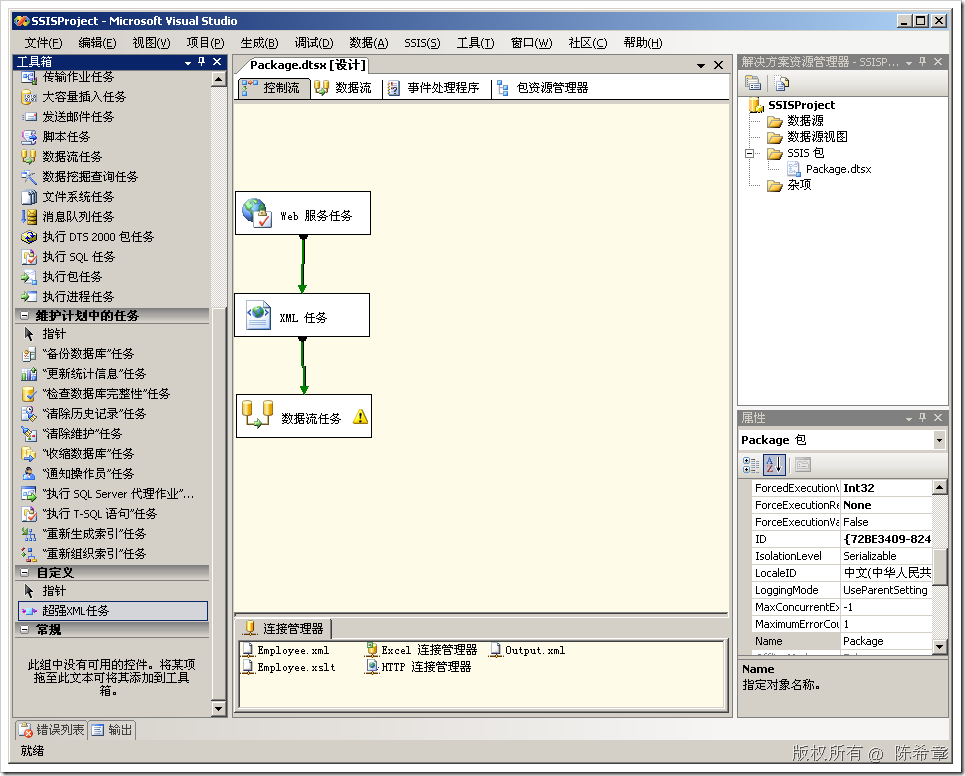 SSISProject - Microsoft Visual Studio
文件(F) 编辑(E) 视图(V) 项目(P) 生成(B) 调试(D) 数据(A) SSIS(S) 工具(T) 窗口(W) 社区(C) 帮助(H)
工具箱
传输作业任务
大容量插入任务
发送邮件任务
脚本任务
数据流任务
数据挖掘查询任务
文件系统任务
消息队列任务
执行 DTS 2000 包任务
执行 SQL 任务
执行包任务
执行进程任务
维护计划中的任务
指针
“备份数据库”任务
“更新统计信息”任务
“检查数据库完整性”任务
“清除历史记录”任务
“清除维护”任务
“收缩数据库”任务
“通知操作员”任务
“执行 SQL Server 代理作业”...
“执行 T-SQL 语句”任务
“重新生成索引”任务
“重新组织索引”任务
自定义
指针
超强XML任务
常规
此组中没有可用的控件。将某项
拖至此文本可将其添加到工具
箱。
Package.dtsx [设计]
控制流 数据流 事件处理程序 包资源管理器
Web 服务任务
XML 任务
数据流任务
连接管理器
Employee.xml Excel 连接管理器 Output.xml
Employee.xslt HTTP 连接管理器
解决方案资源管理器 - SSISP...
SSISProject
数据源
数据源视图
SSIS 包
Package.dtsx
杂项
属性
Package 包
ForcedExecutionV Int32
ForceExecutionRe None
ForceExecutionVa False
ID {72BE3409-824
IsolationLevel Serializable
LocaleID 中文(中华人民共
LoggingMode UseParentSetting
MaxConcurrentEx -1
MaximumErrorCou 1
Name Package
Name
指定对象名称。
错误列表 输出
就绪
版权所有 @ 陈希章